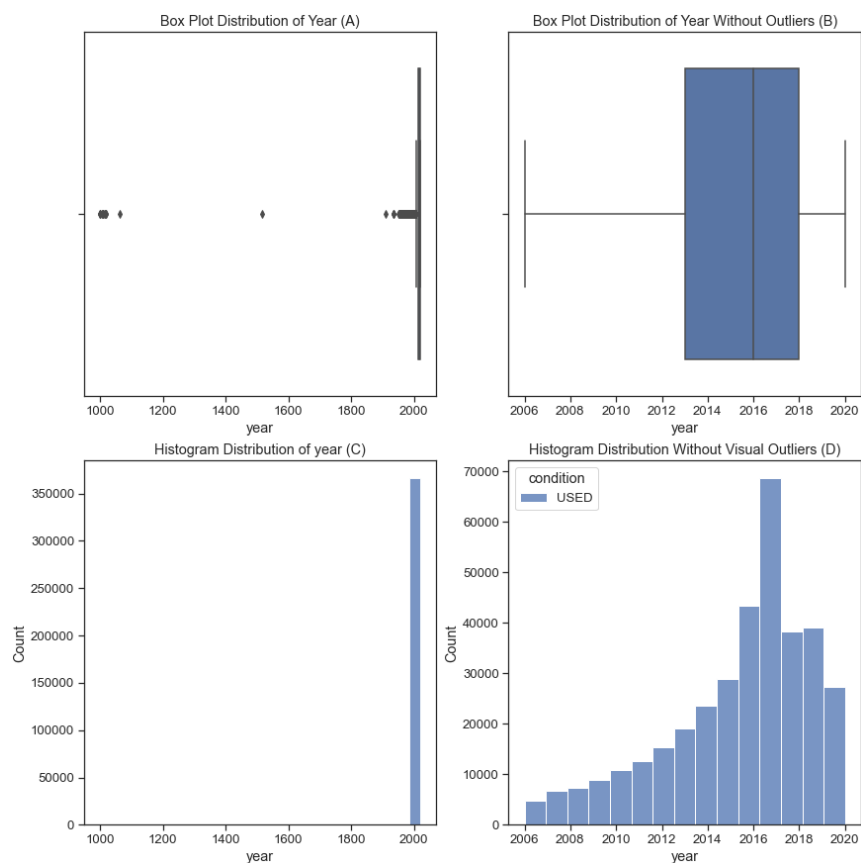 Box Plot Distribution of Year (A)
1000 1200 1400 1600 1800 2000
year
Box Plot Distribution of Year Without Outliers (B)
2006 2008 2010 2012 2014 2016 2018 2020
year
Histogram Distribution of year (C)
350000
300000
250000
200000
150000
100000
50000
0
Count
1000 1200 1400 1600 1800 2000
year
Histogram Distribution Without Visual Outliers (D)
condition
USED
70000
60000
50000
40000
30000
20000
10000
0
Count
2006 2008 2010 2012 2014 2016 2018 2020
year